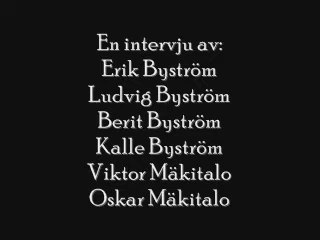 En intervju av:
Erik Byström
Ludvig Byström
Berit Byström
Kalle Byström
Viktor Mäkitalo
Oskar Mäkitalo